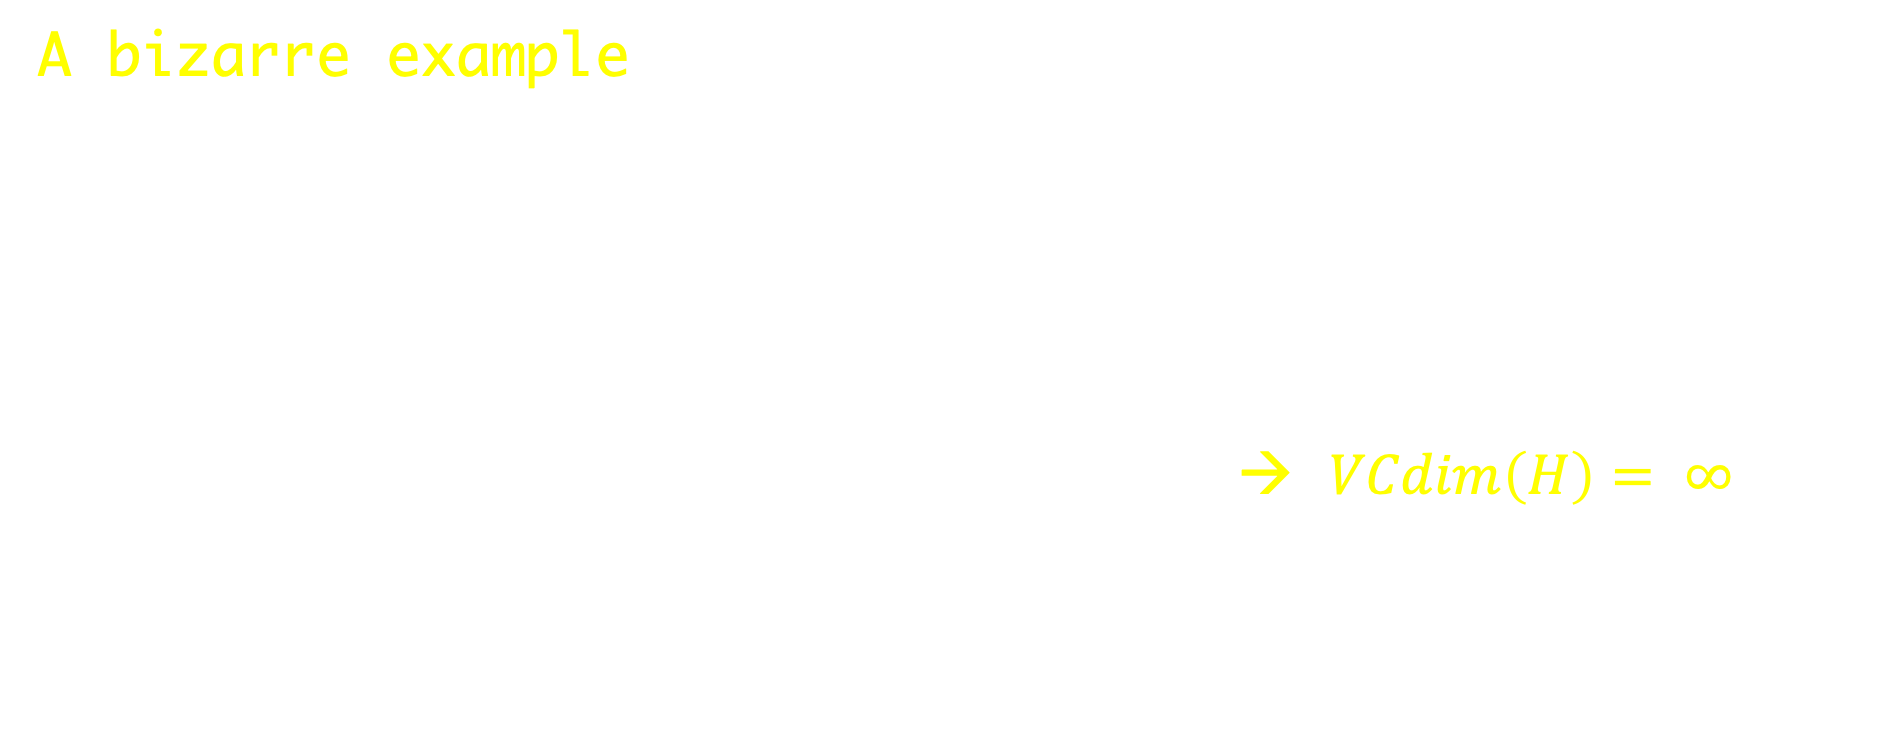 A bizarre example
→ VCdim(H) = ∞